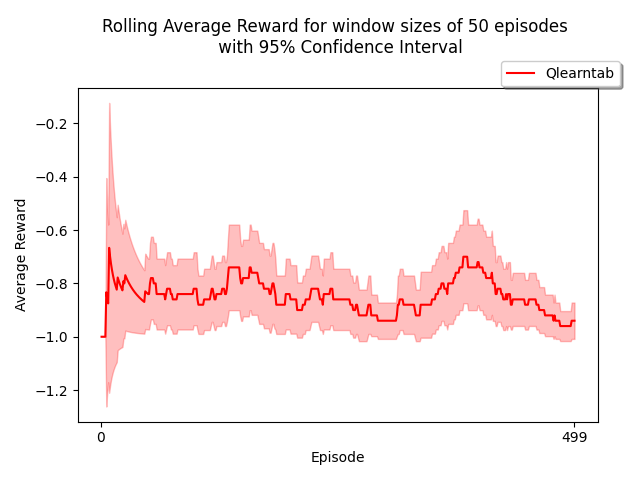 Rolling Average Reward for window sizes of 50 episodes
with 95% Confidence Interval
Qlearntab
−0.2
−0.4
−0.6
−0.8
−1.0
−1.2
Average Reward
0
499
Episode